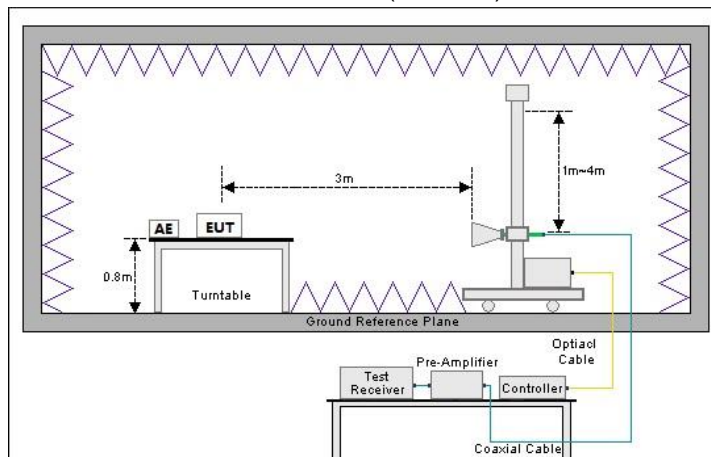 3m
1m~4m
AE
EUT
0.8m
Turntable
Ground Reference Plane
Optiacl
Cable
Pre-Amplifier
Test
Receiver
Controller
Coaxial Cable